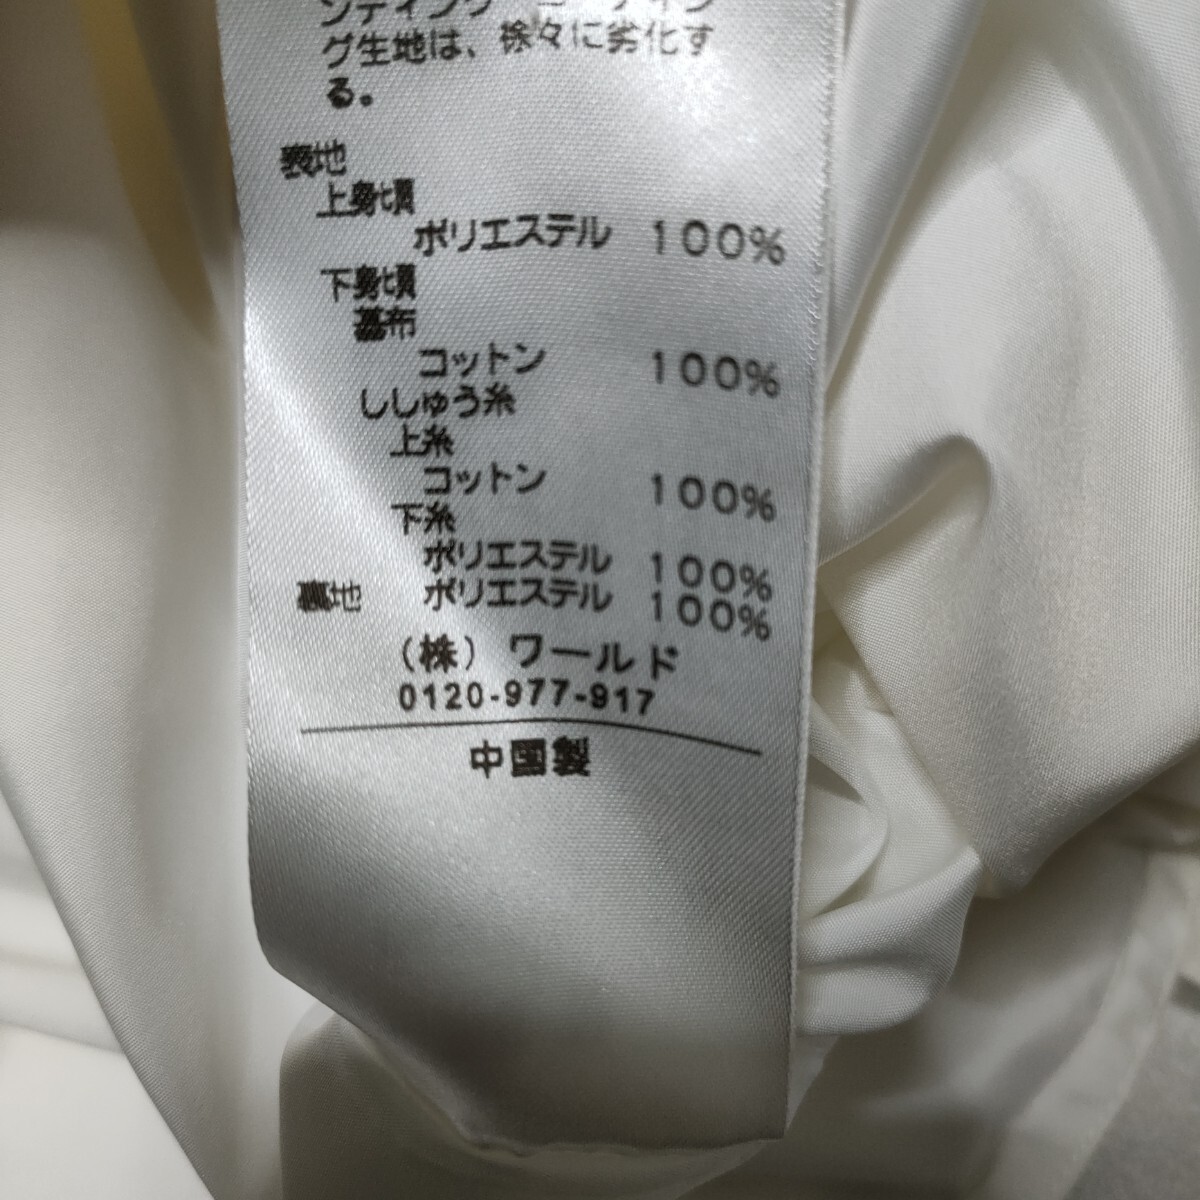 グ生地は、徐々に劣化す
る。
表地
上身頃
ポリエステル 100%
下身頃
基布
コットン 100%
ししゅう糸
上糸
コットン 100%
下糸
ポリエステル 100%
裏地 ポリエステル 100%
(株) ワールド
0120-977-917
中国製